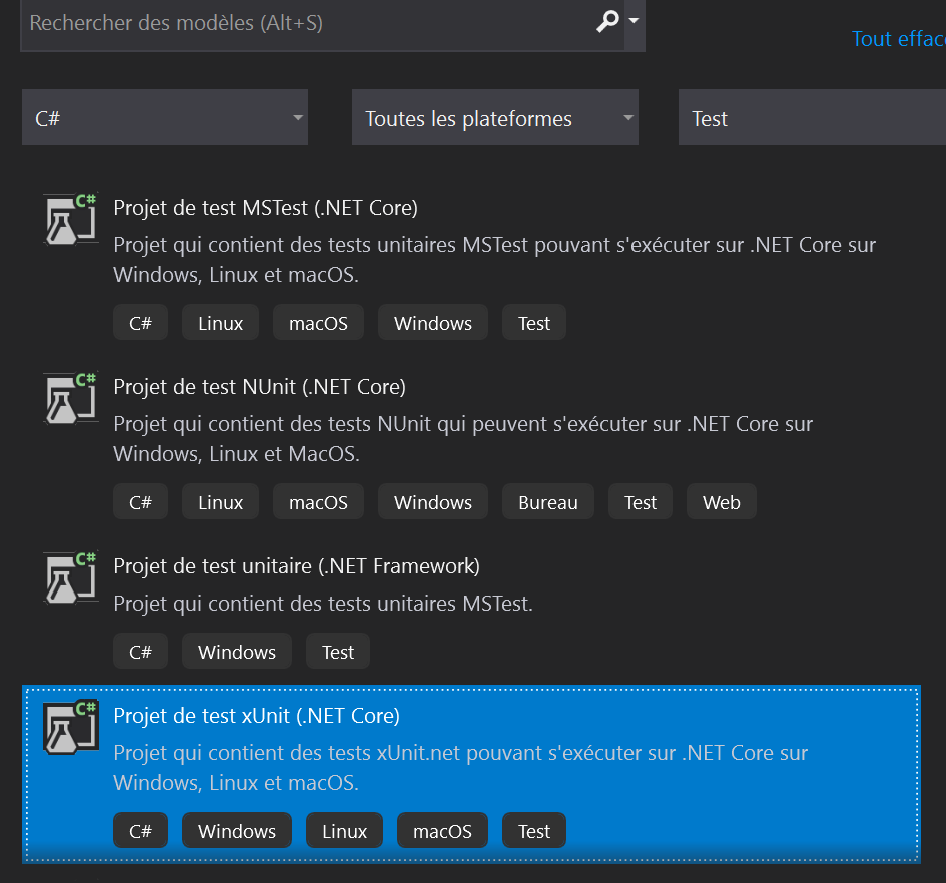 Rechercher des modèles (Alt+S)
Tout efface
C#
Toutes les plateformes
Test
C#
Projet de test MSTest (.NET Core)
Projet qui contient des tests unitaires MSTest pouvant s'exécuter sur .NET Core sur
Windows, Linux et macOS.
C# Linux macOS Windows Test
C#
Projet de test NUnit (.NET Core)
Projet qui contient des tests NUnit qui peuvent s'exécuter sur .NET Core sur
Windows, Linux et MacOS.
C# Linux macOS Windows Bureau Test Web
C#
Projet de test unitaire (.NET Framework)
Projet qui contient des tests unitaires MSTest.
C# Windows Test
C#
Projet de test xUnit (.NET Core)
Projet qui contient des tests xUnit.net pouvant s'exécuter sur .NET Core sur
Windows, Linux et macOS.
C# Windows Linux macOS Test